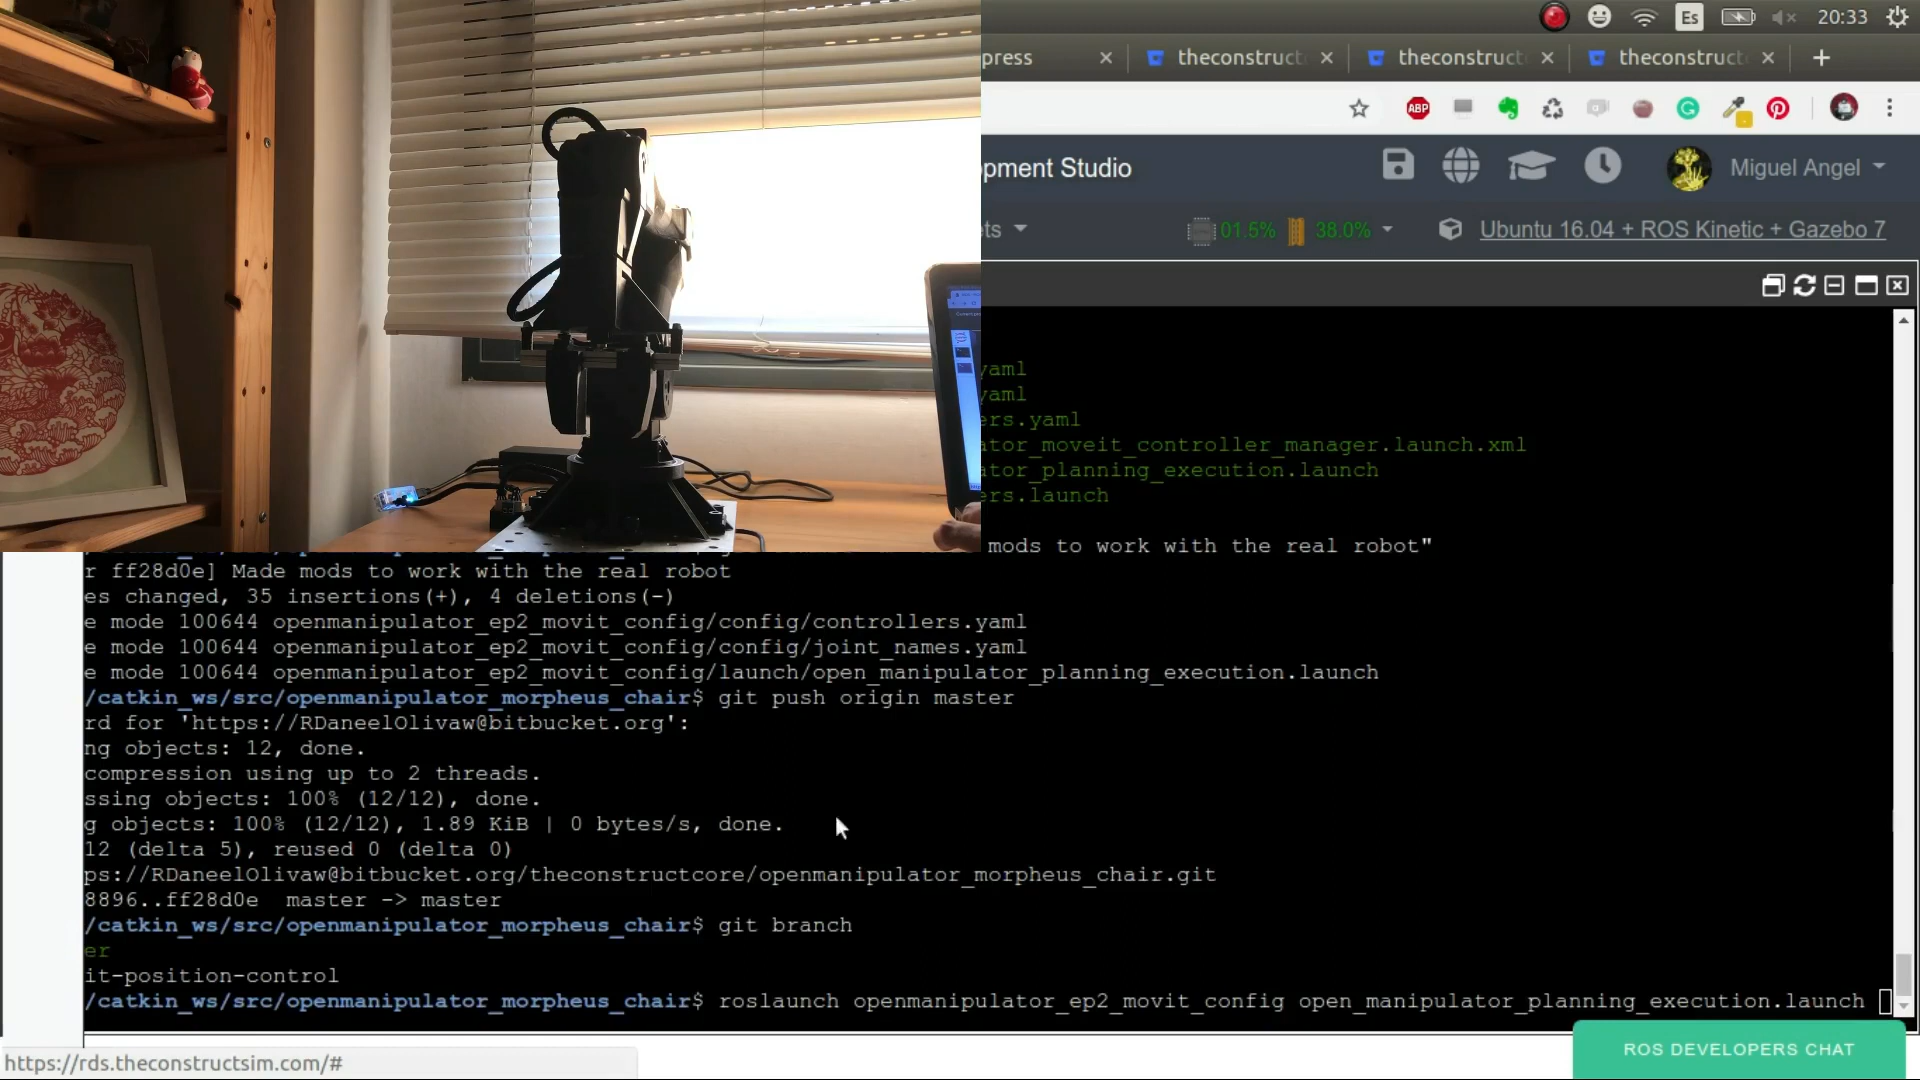 Es
20:33
press
theconstruct
theconstruct
theconstruct
ABP
opment Studio
Miguel Angel
ts
01.5%
38.0%
Ubuntu 16.04 + ROS Kinetic + Gazebo 7
yaml
yaml
ers.yaml
ator_moveit_controller_manager.launch.xml
ator_planning_execution.launch
ers.launch
mods to work with the real robot"
r ff28d0e] Made mods to work with the real robot
es changed, 35 insertions(+), 4 deletions(-)
e mode 100644 openmanipulator_ep2_movit_config/config/controllers.yaml
e mode 100644 openmanipulator_ep2_movit_config/config/joint_names.yaml
e mode 100644 openmanipulator_ep2_movit_config/launch/open_manipulator_planning_execution.launch
/catkin_ws/src/openmanipulator_morpheus_chair$ git push origin master
rd for 'https://RDaneelOlivaw@bitbucket.org':
ng objects: 12, done.
compression using up to 2 threads.
ssing objects: 100% (12/12), done.
g objects: 100% (12/12), 1.89 KiB | 0 bytes/s, done.
12 (delta 5), reused 0 (delta 0)
ps://RDaneelOlivaw@bitbucket.org/theconstructcore/openmanipulator_morpheus_chair.git
8896..ff28d0e  master -> master
/catkin_ws/src/openmanipulator_morpheus_chair$ git branch
er
it-position-control
/catkin_ws/src/openmanipulator_morpheus_chair$ roslaunch openmanipulator_ep2_movit_config open_manipulator_planning_execution.launch
https://rds.theconstructsim.com/#
ROS DEVELOPERS CHAT